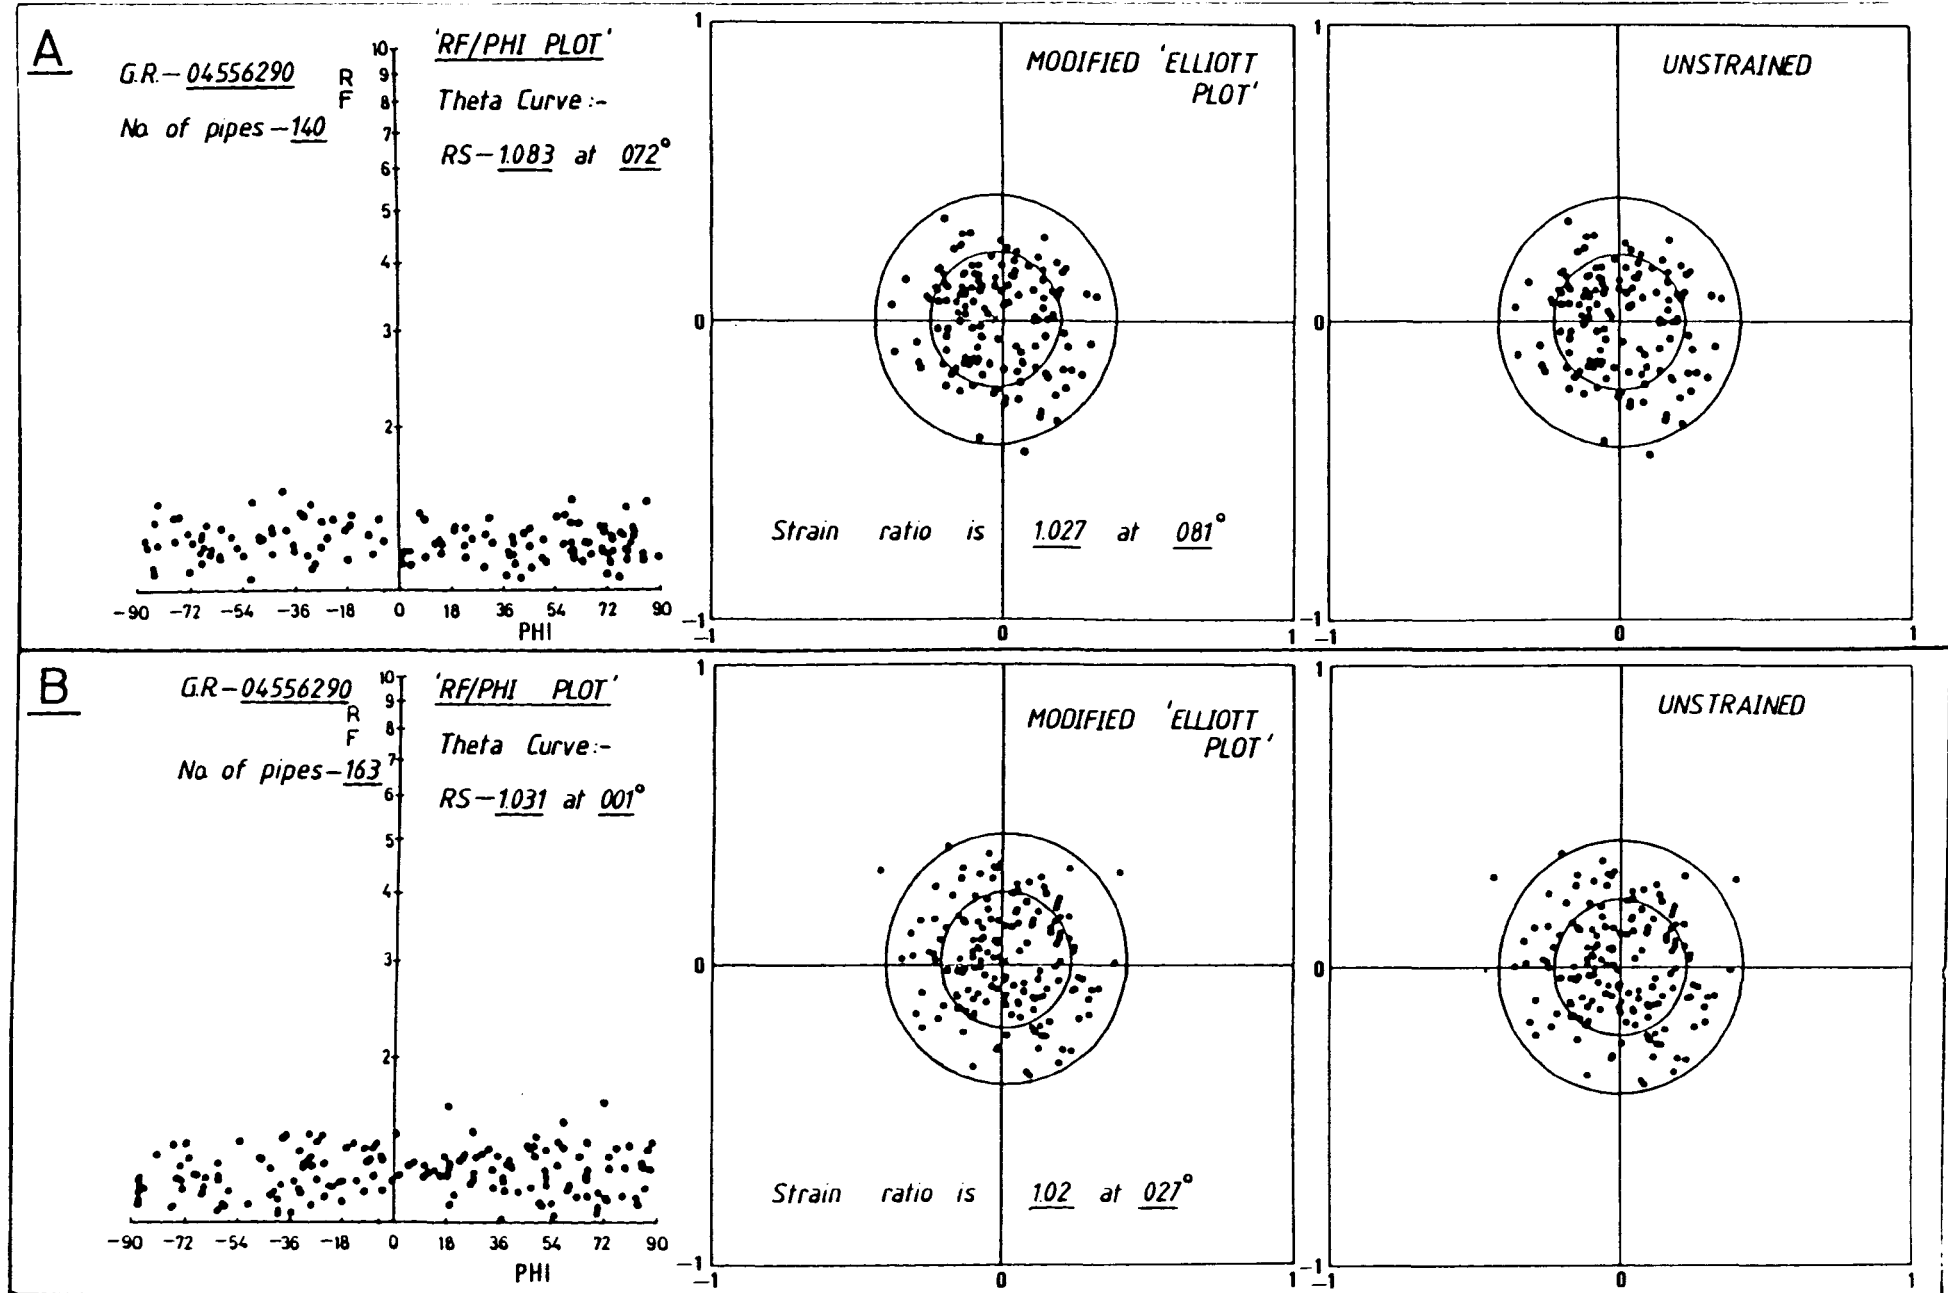 A
G.R.-04556290
No. of pipes-140
'RF/PHI PLOT'
Theta Curve:-
RS-1.083 at 072°
R
F
10
9
8
7
6
5
4
3
2
-90 -72 -54 -36 -18 0 18 36 54 72 90
PHI
MODIFIED 'ELLIOTT
PLOT'
1
0
-1
-1 0 1
Strain ratio is 1.027 at 081°
UNSTRAINED
1
0
-1
-1 0 1
B
G.R-04556290
No. of pipes-163
'RF/PHI PLOT'
Theta Curve:-
RS-1.031 at 001°
R
F
10
9
8
7
6
5
4
3
2
-90 -72 -54 -36 -18 0 18 36 54 72 90
PHI
MODIFIED 'ELLIOTT
PLOT'
1
0
-1
-1 0 1
Strain ratio is 1.02 at 027°
UNSTRAINED
1
0
-1
-1 0 1